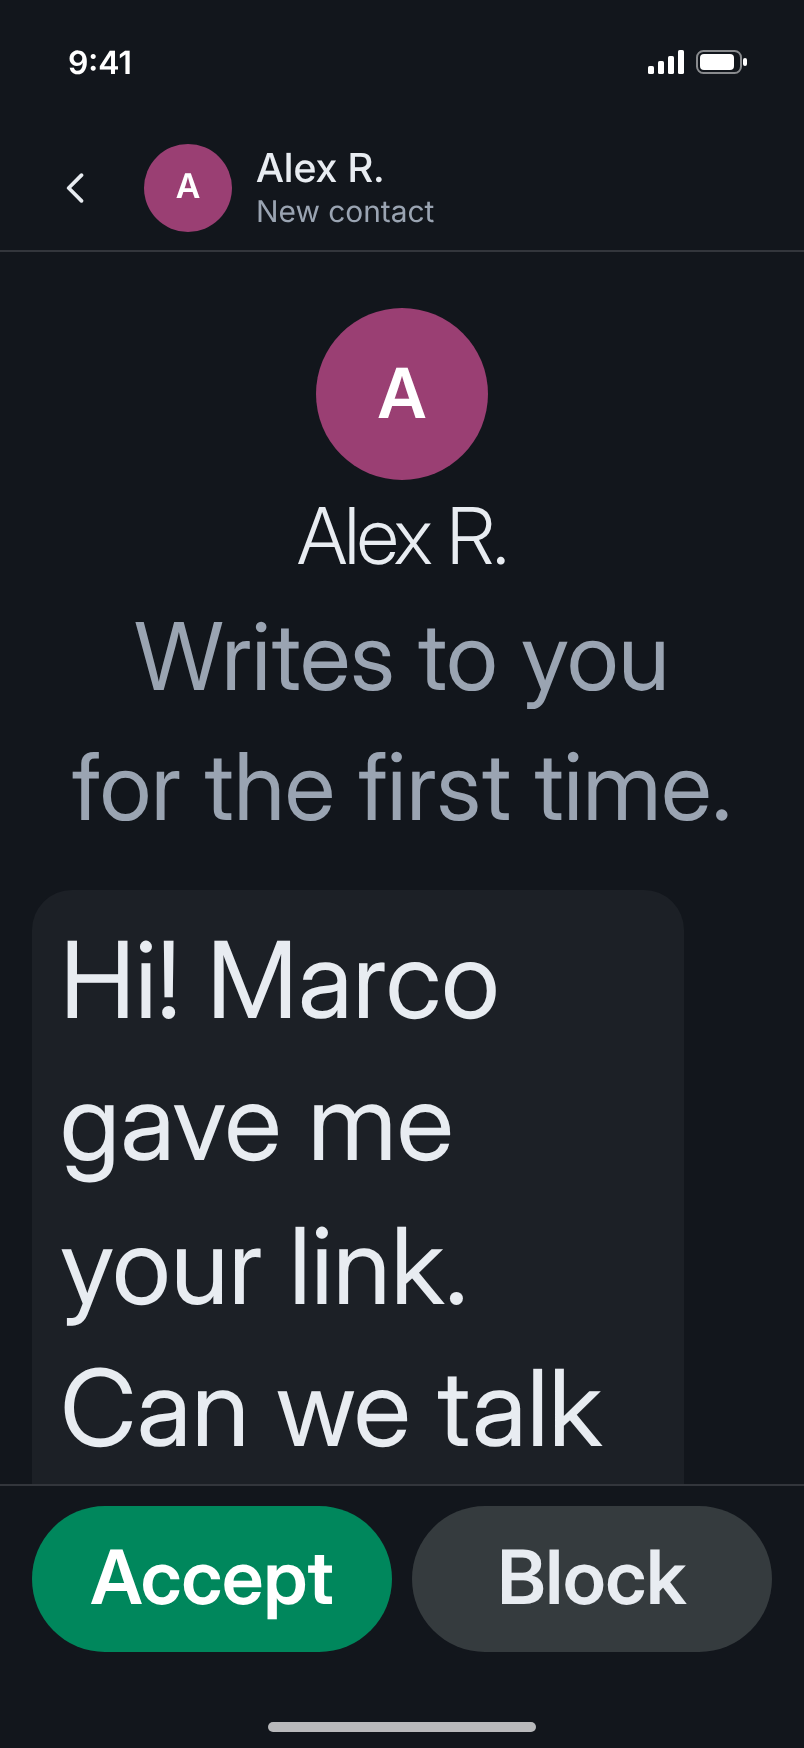 9:41
A
Alex R.
New contact
A
Alex R.
Writes to you
for the first time.
Hi! Marco
gave me
your link.
Can we talk
Accept
Block